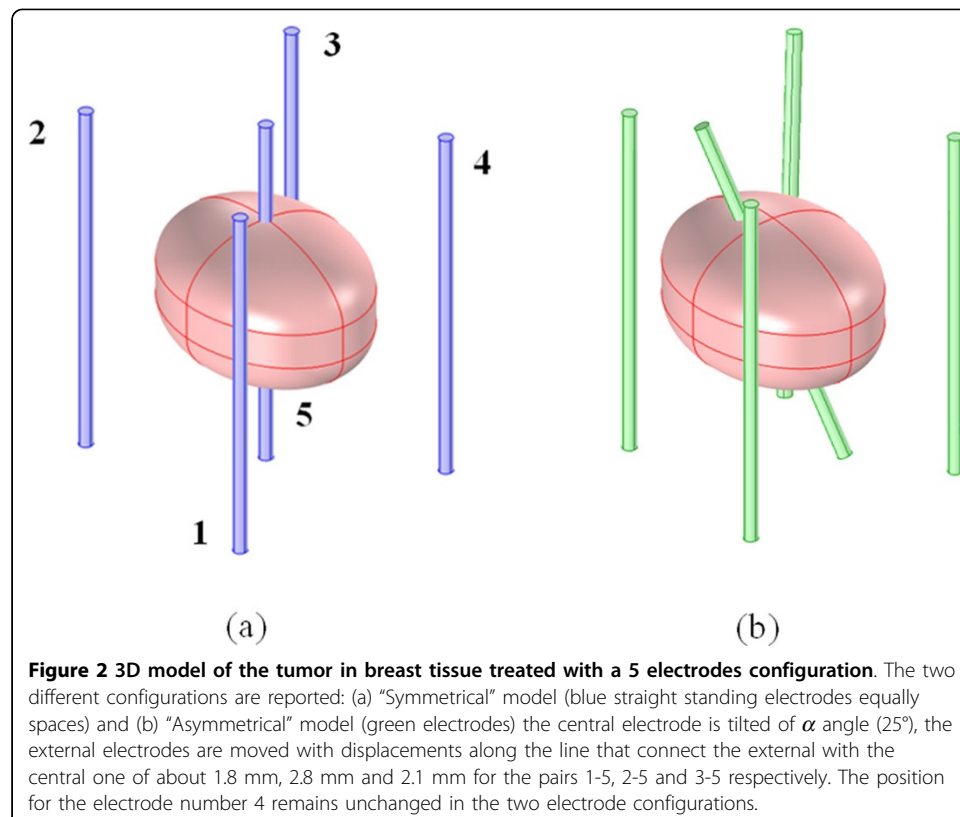 3
2
4
5
1
(a)
(b)
Figure 2 3D model of the tumor in breast tissue treated with a 5 electrodes configuration. The two
different configurations are reported: (a) “Symmetrical” model (blue straight standing electrodes equally
spaces) and (b) “Asymmetrical” model (green electrodes) the central electrode is tilted of α angle (25°), the
external electrodes are moved with displacements along the line that connect the external with the
central one of about 1.8 mm, 2.8 mm and 2.1 mm for the pairs 1-5, 2-5 and 3-5 respectively. The position
for the electrode number 4 remains unchanged in the two electrode configurations.